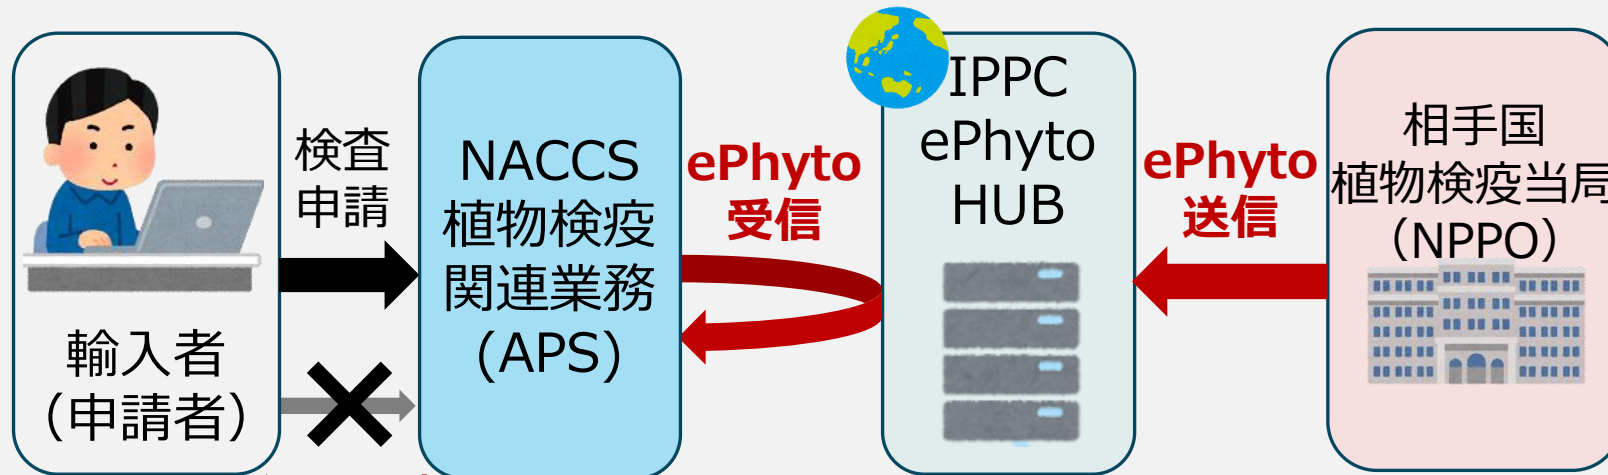 輸入者
（申請者）
検査
申請
NACCS
植物検疫
関連業務
(APS)
ePhyto
受信
IPPC
ePhyto
HUB
ePhyto
送信
相手国
植物検疫当局
（NPPO）